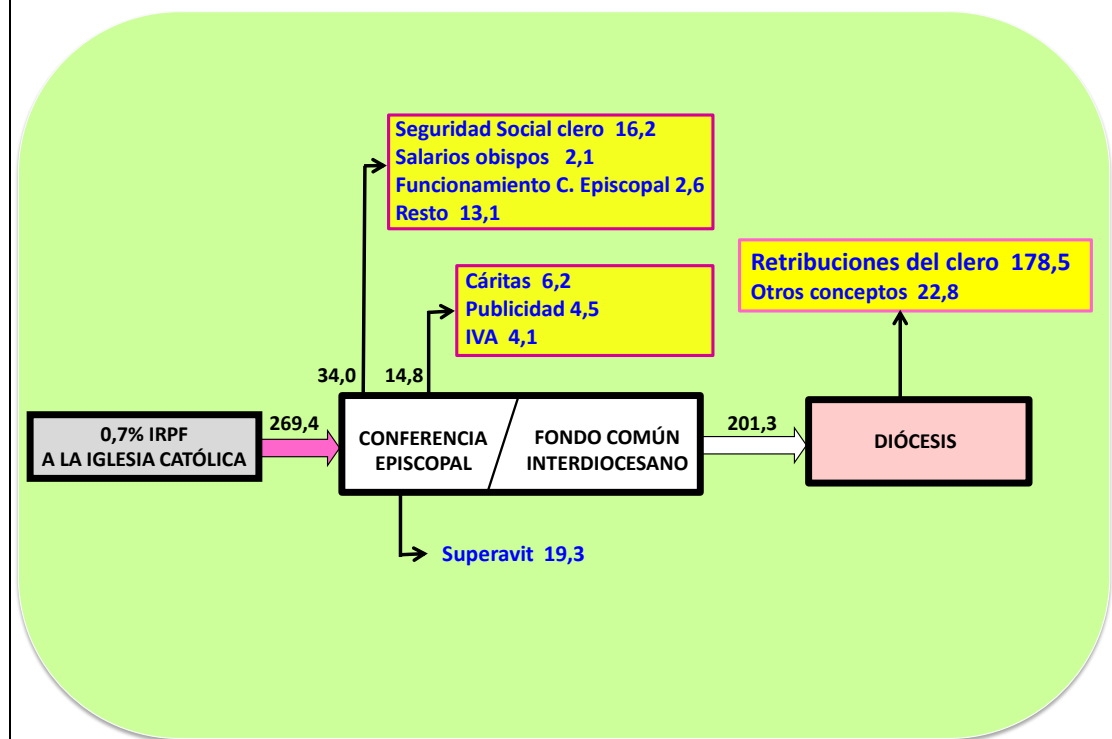 Seguridad Social clero 16,2
Salarios obispos 2,1
Funcionamiento C. Episcopal 2,6
Resto 13,1
Retribuciones del clero 178,5
Otros conceptos 22,8
Cáritas 6,2
Publicidad 4,5
IVA 4,1
34,0
14,8
0,7% IRPF
A LA IGLESIA CATÓLICA
269,4
CONFERENCIA
EPISCOPAL
FONDO COMÚN
INTERDIOCESANO
201,3
DIÓCESIS
Superavit 19,3